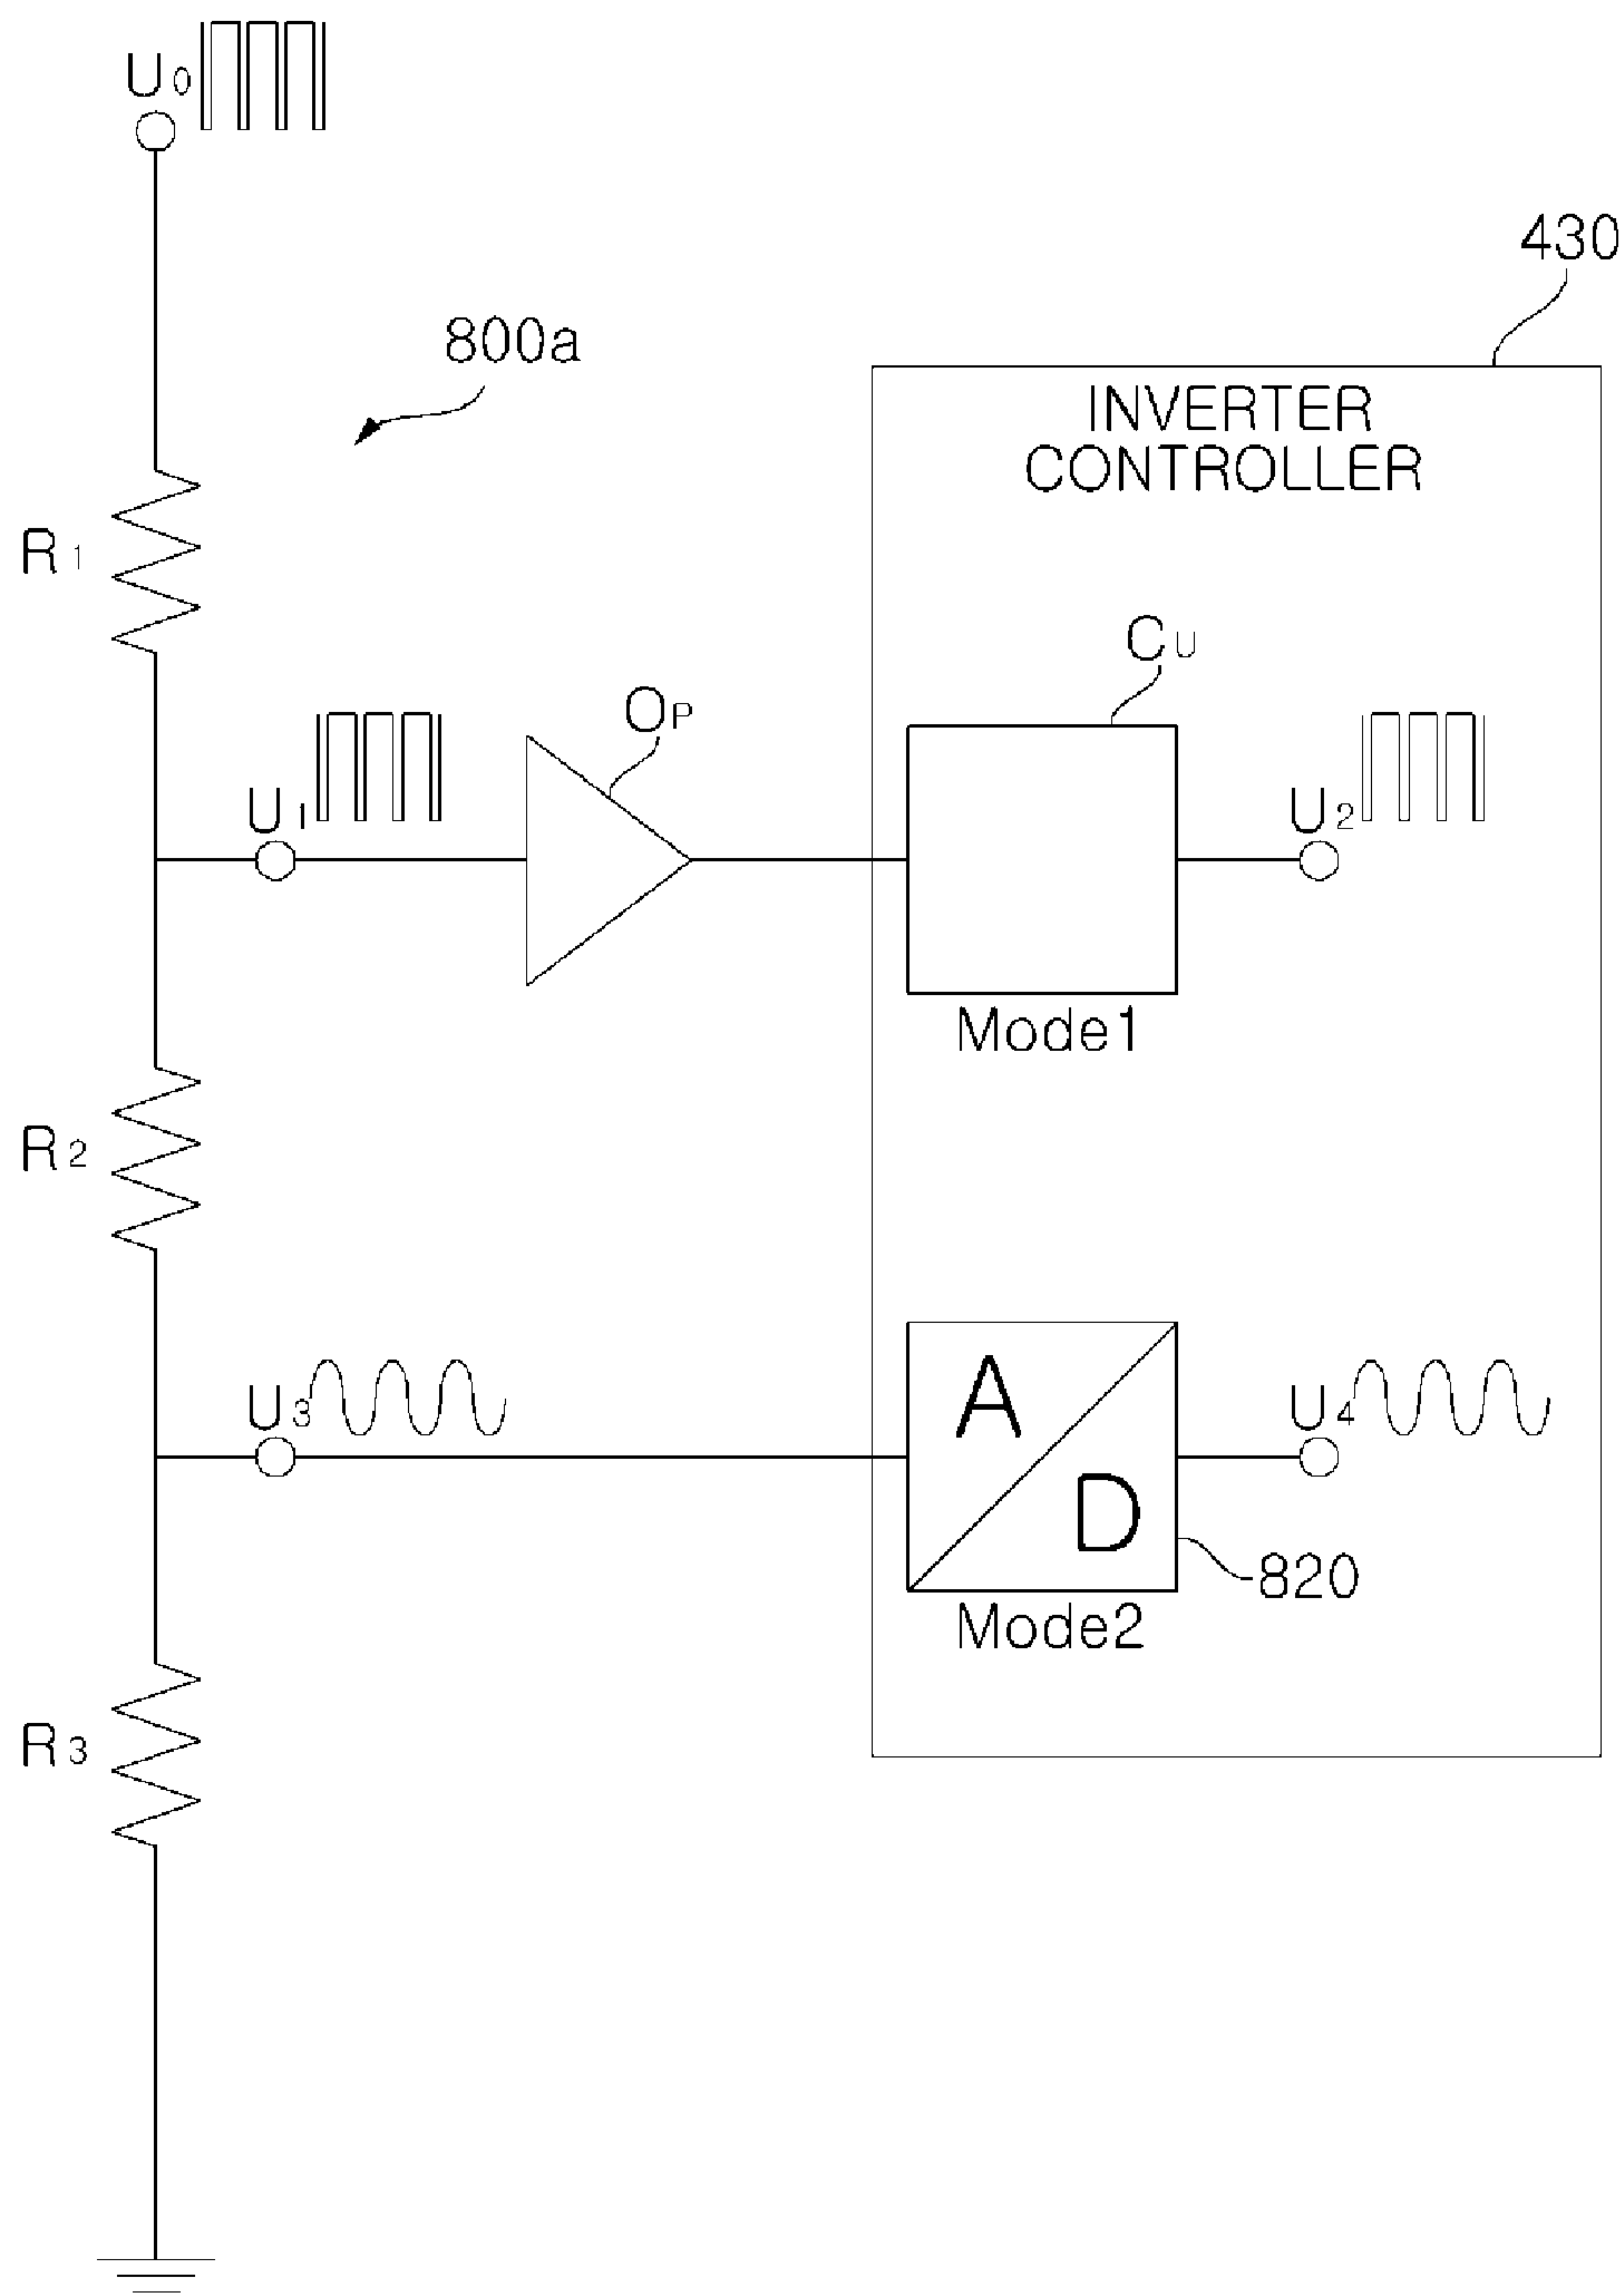 U0
430
800a
INVERTER
CONTROLLER
R1
CU
OP
U1
U2
Mode1
R2
A
D
U3
U4
820
Mode2
R3